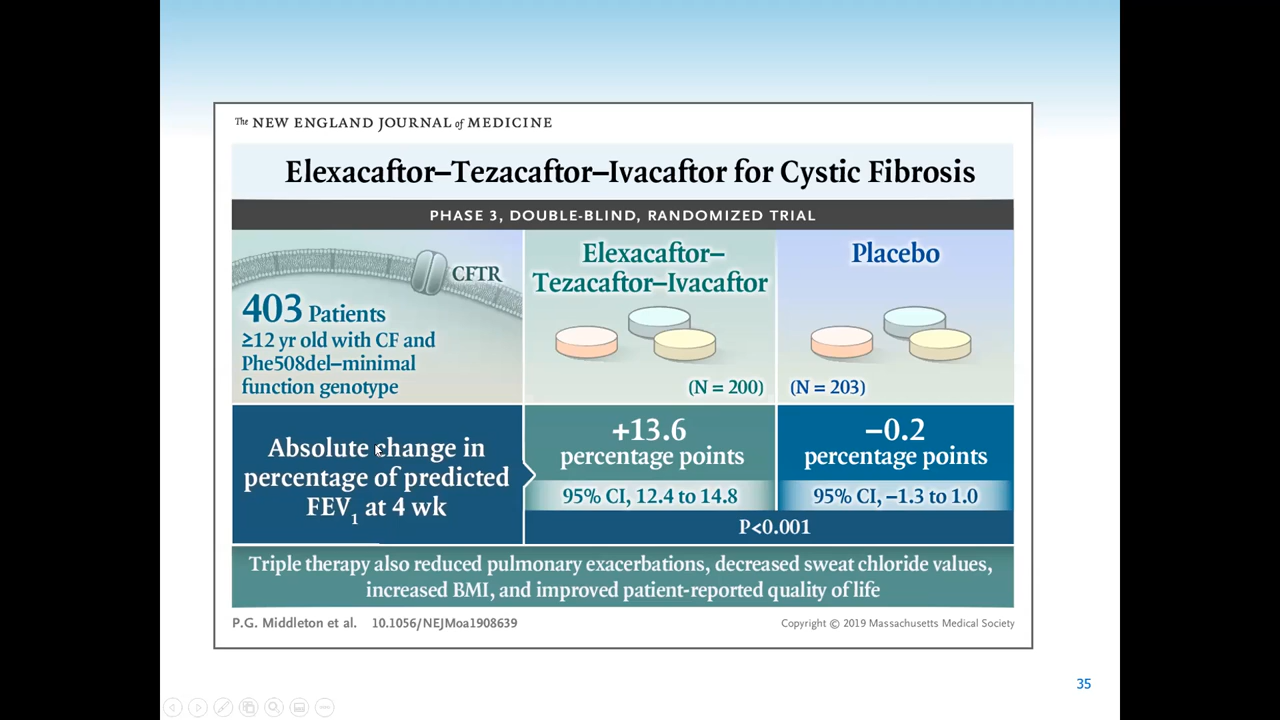 The NEW ENGLAND JOURNAL of MEDICINE
Elexacaftor–Tezacaftor–Ivacaftor for Cystic Fibrosis
PHASE 3, DOUBLE-BLIND, RANDOMIZED TRIAL
CFTR
403 Patients
≥12 yr old with CF and
Phe508del–minimal
function genotype
Elexacaftor–
Tezacaftor–Ivacaftor
(N = 200)
Placebo
(N = 203)
Absolute change in
percentage of predicted
FEV1 at 4 wk
+13.6
percentage points
95% CI, 12.4 to 14.8
−0.2
percentage points
95% CI, −1.3 to 1.0
P<0.001
Triple therapy also reduced pulmonary exacerbations, decreased sweat chloride values,
increased BMI, and improved patient-reported quality of life
P.G. Middleton et al. 10.1056/NEJMoa1908639
Copyright © 2019 Massachusetts Medical Society
35